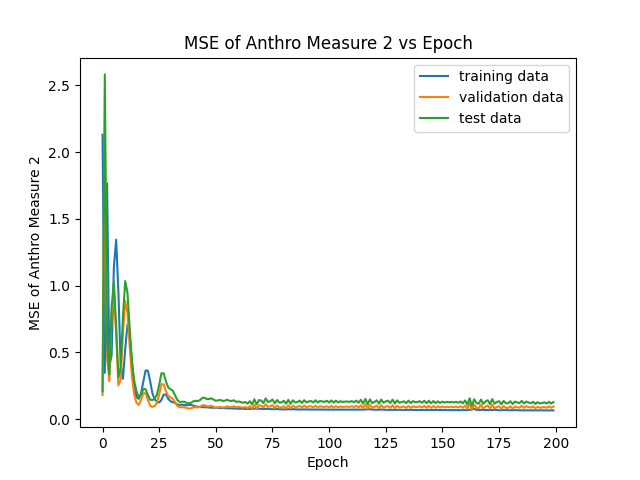 MSE of Anthro Measure 2 vs Epoch
training data
validation data
test data
MSE of Anthro Measure 2
2.5
2.0
1.5
1.0
0.5
0.0
0 25 50 75 100 125 150 175 200
Epoch